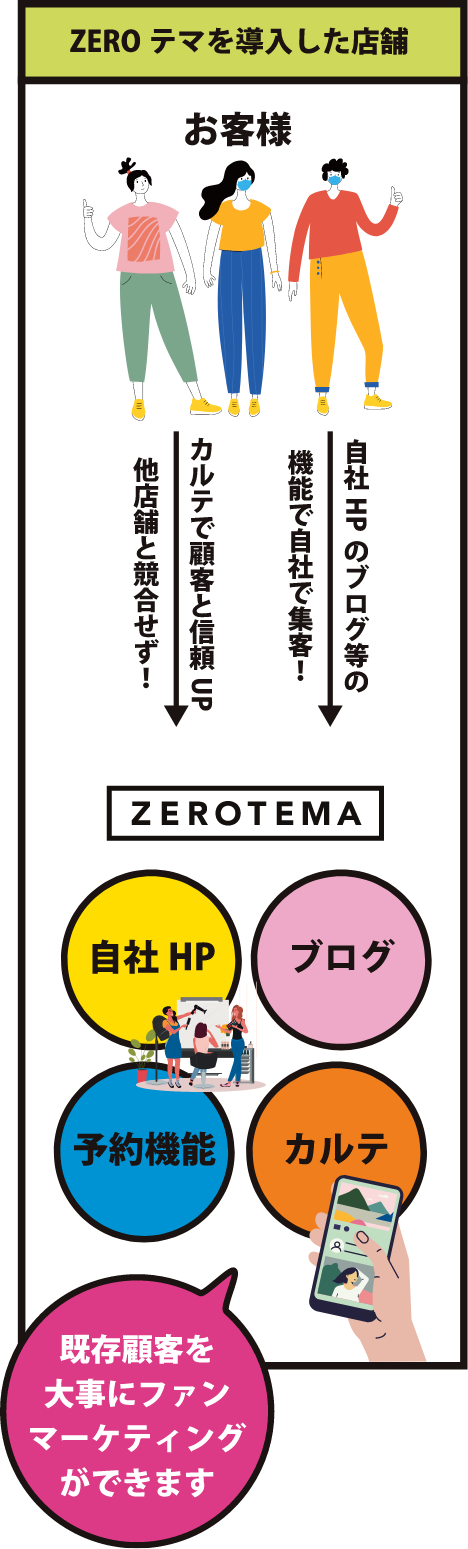 ZERO テマを導入した店舗
お客様
自社 HP のブログ等の
機能で自社で集客！
カルテで顧客と信頼 UP
他店舗と競合せず！
ZEROTEMA
自社 HP
ブログ
予約機能
カルテ
既存顧客を
大事にファン
マーケティング
ができます